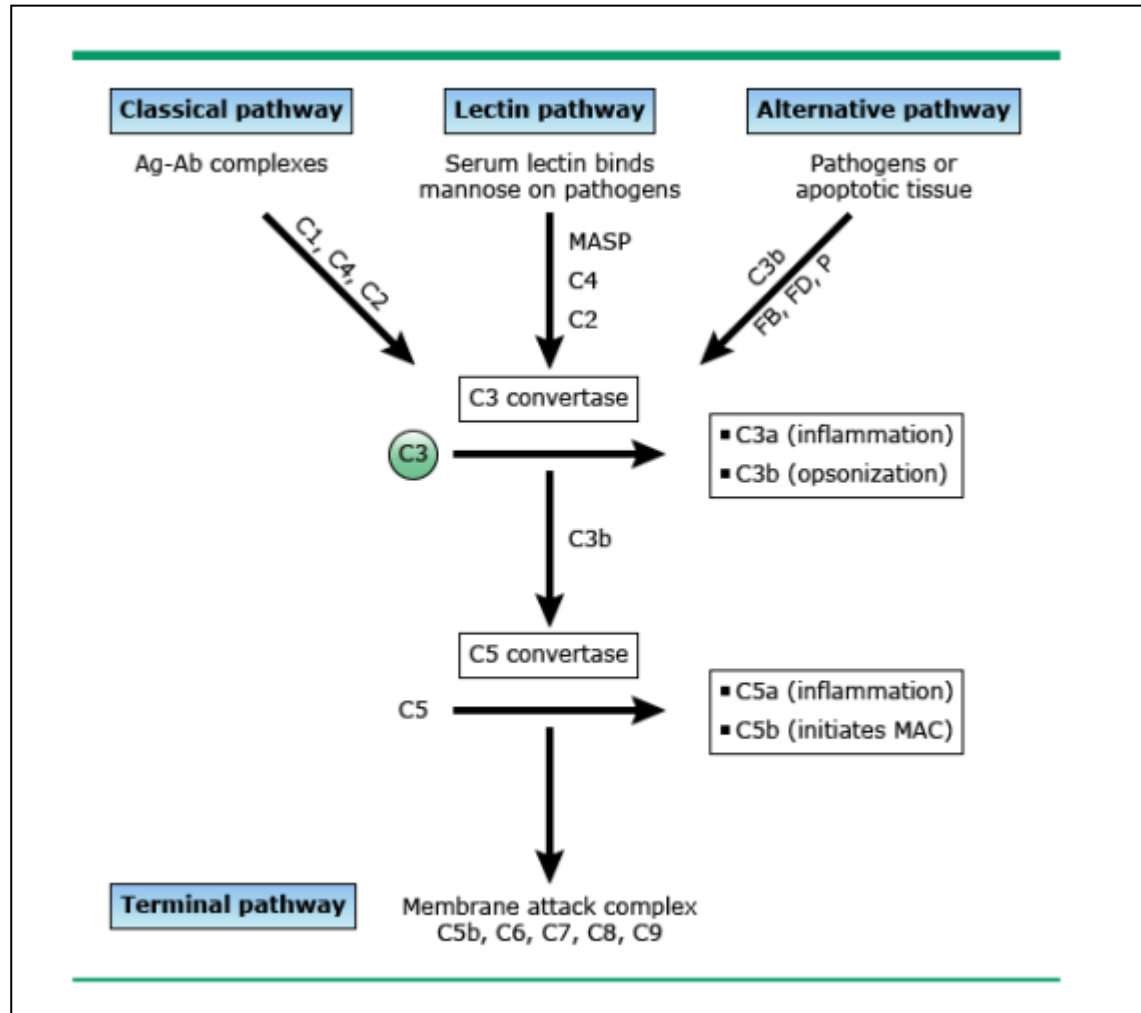 Classical pathway
Lectin pathway
Alternative pathway
Ag-Ab complexes
Serum lectin binds
mannose on pathogens
Pathogens or
apoptotic tissue
C1, C4, C2
MASP
C4
C2
C3b
FB, FD, P
C3 convertase
C3
▪ C3a (inflammation)
▪ C3b (opsonization)
C3b
C5 convertase
C5
▪ C5a (inflammation)
▪ C5b (initiates MAC)
Terminal pathway
Membrane attack complex
C5b, C6, C7, C8, C9